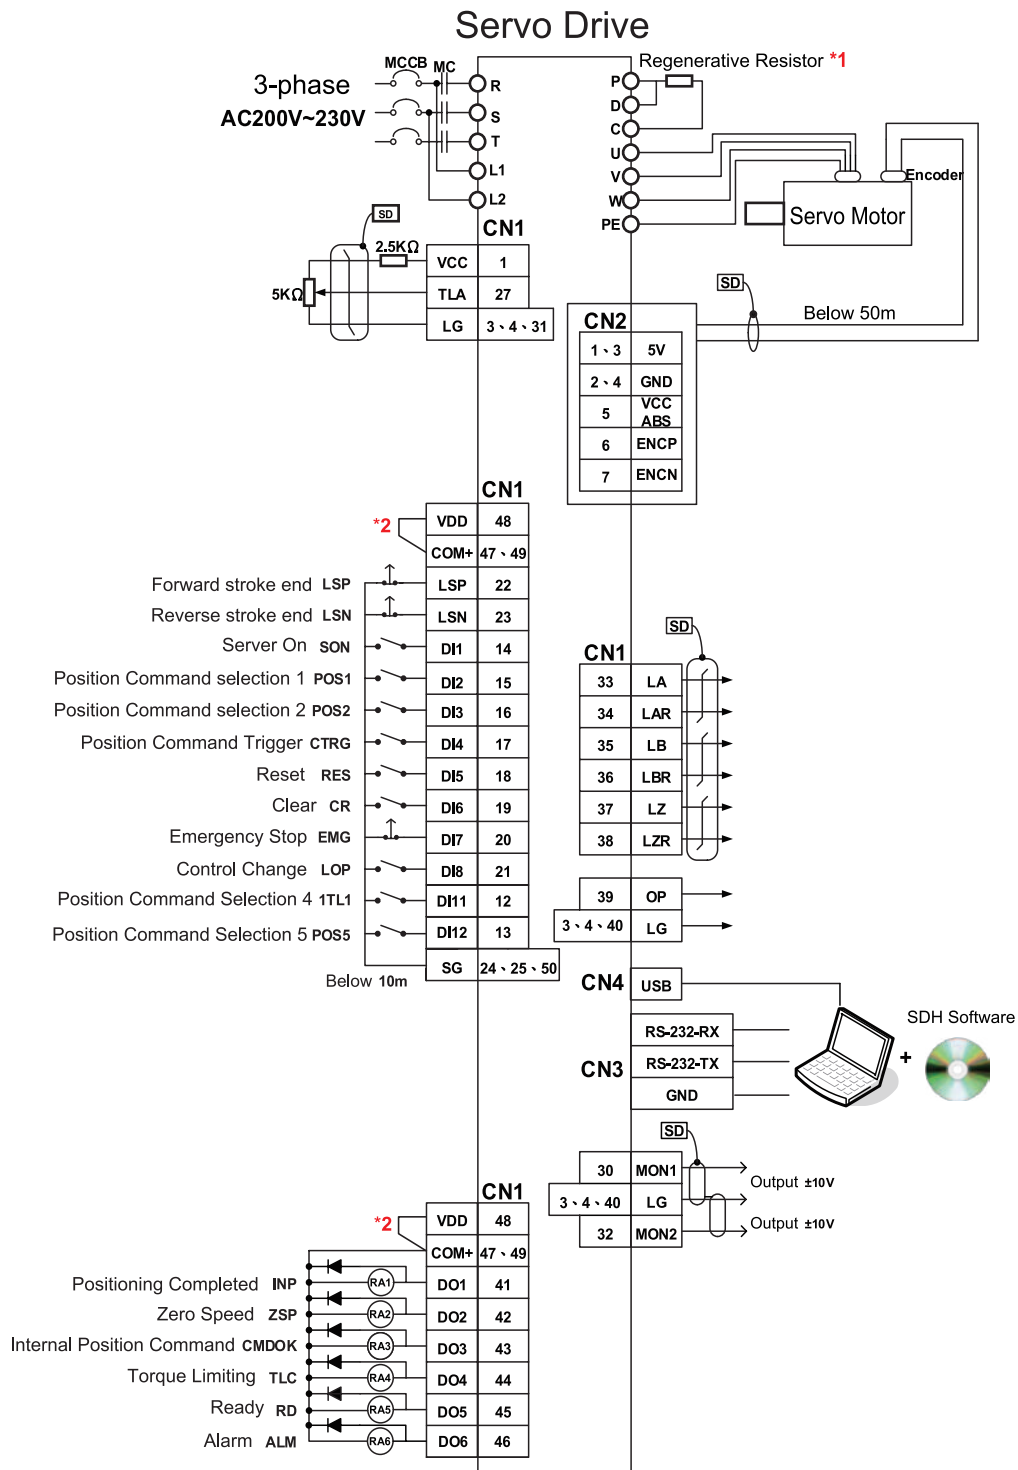 Servo Drive
3-phase
AC200V~230V
MCCB
MC
R
S
T
L1
L2
Regenerative Resistor *1
P
D
C
U
V
W
PE
Encoder
Servo Motor
SD
2.5KΩ
5KΩ
CN1
VCC 1
TLA 27
LG 3、4、31
SD
Below 50m
CN2
1、3 5V
2、4 GND
5 VCC ABS
6 ENCP
7 ENCN
CN1
*2
VDD 48
COM+ 47、49
Forward stroke end LSP LSP 22
Reverse stroke end LSN LSN 23
Server On SON DI1 14
Position Command selection 1 POS1 DI2 15
Position Command selection 2 POS2 DI3 16
Position Command Trigger CTRG DI4 17
Reset RES DI5 18
Clear CR DI6 19
Emergency Stop EMG DI7 20
Control Change LOP DI8 21
Position Command Selection 4 1TL1 DI11 12
Position Command Selection 5 POS5 DI12 13
SG 24、25、50
Below 10m
SD
CN1
33 LA
34 LAR
35 LB
36 LBR
37 LZ
38 LZR
39 OP
3、4、40 LG
CN4 USB
SDH Software
+
CN3
RS-232-RX
RS-232-TX
GND
SD
30 MON1 Output ±10V
3、4、40 LG
32 MON2 Output ±10V
CN1
*2
VDD 48
COM+ 47、49
Positioning Completed INP RA1 DO1 41
Zero Speed ZSP RA2 DO2 42
Internal Position Command CMDOK RA3 DO3 43
Torque Limiting TLC RA4 DO4 44
Ready RD RA5 DO5 45
Alarm ALM RA6 DO6 46